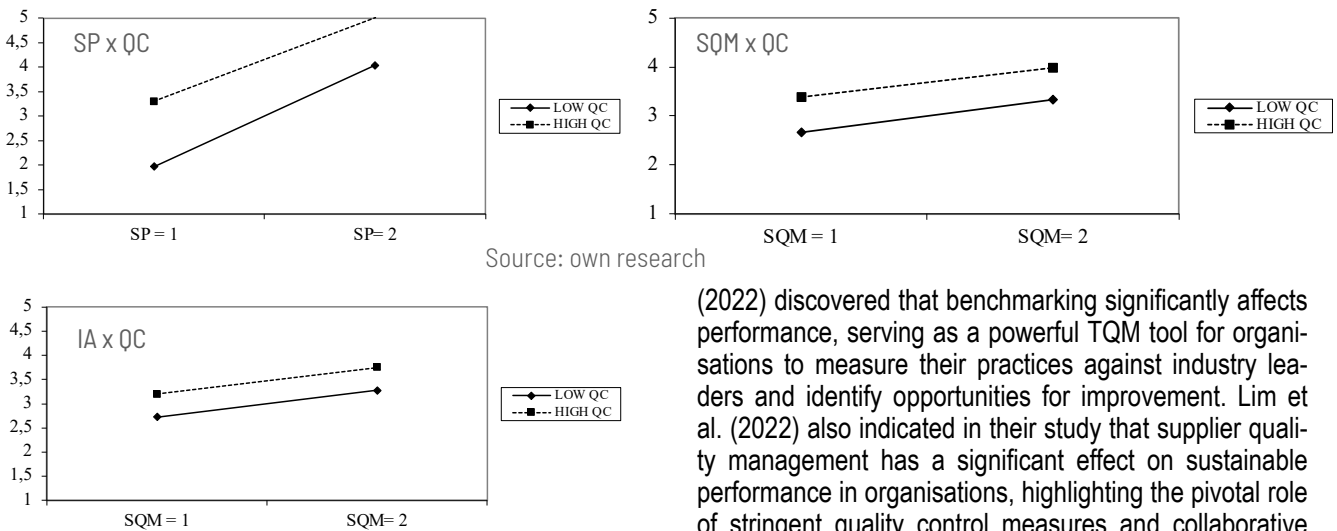 5
4,5
4
3,5
3
2,5
2
1,5
1
SP x QC
LOW QC
HIGH QC
SP = 1
SP= 2
5
4
3
2
1
SQM x QC
LOW QC
HIGH QC
SQM = 1
SQM= 2
Source: own research
5
4,5
4
3,5
3
2,5
2
1,5
1
IA x QC
LOW QC
HIGH QC
SQM = 1
SQM= 2
(2022) discovered that benchmarking significantly affects
performance, serving as a powerful TQM tool for organi-
sations to measure their practices against industry lea-
ders and identify opportunities for improvement. Lim et
al. (2022) also indicated in their study that supplier quali-
ty management has a significant effect on sustainable
performance in organisations, highlighting the pivotal role
of stringent quality control measures and collaborative